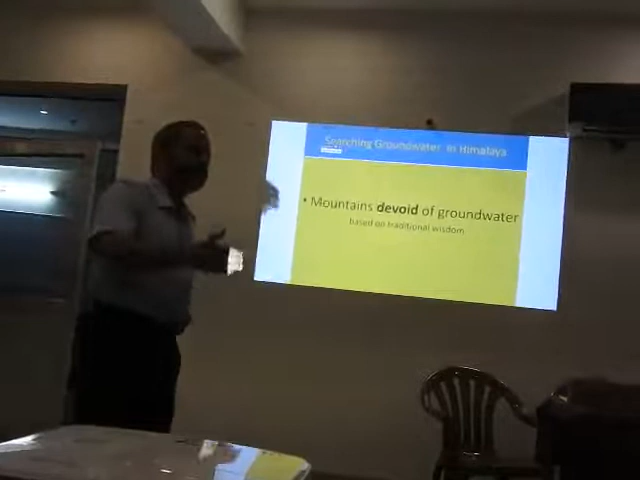 Searching Groundwater in Himalaya
• Mountains devoid of groundwater
based on traditional wisdom